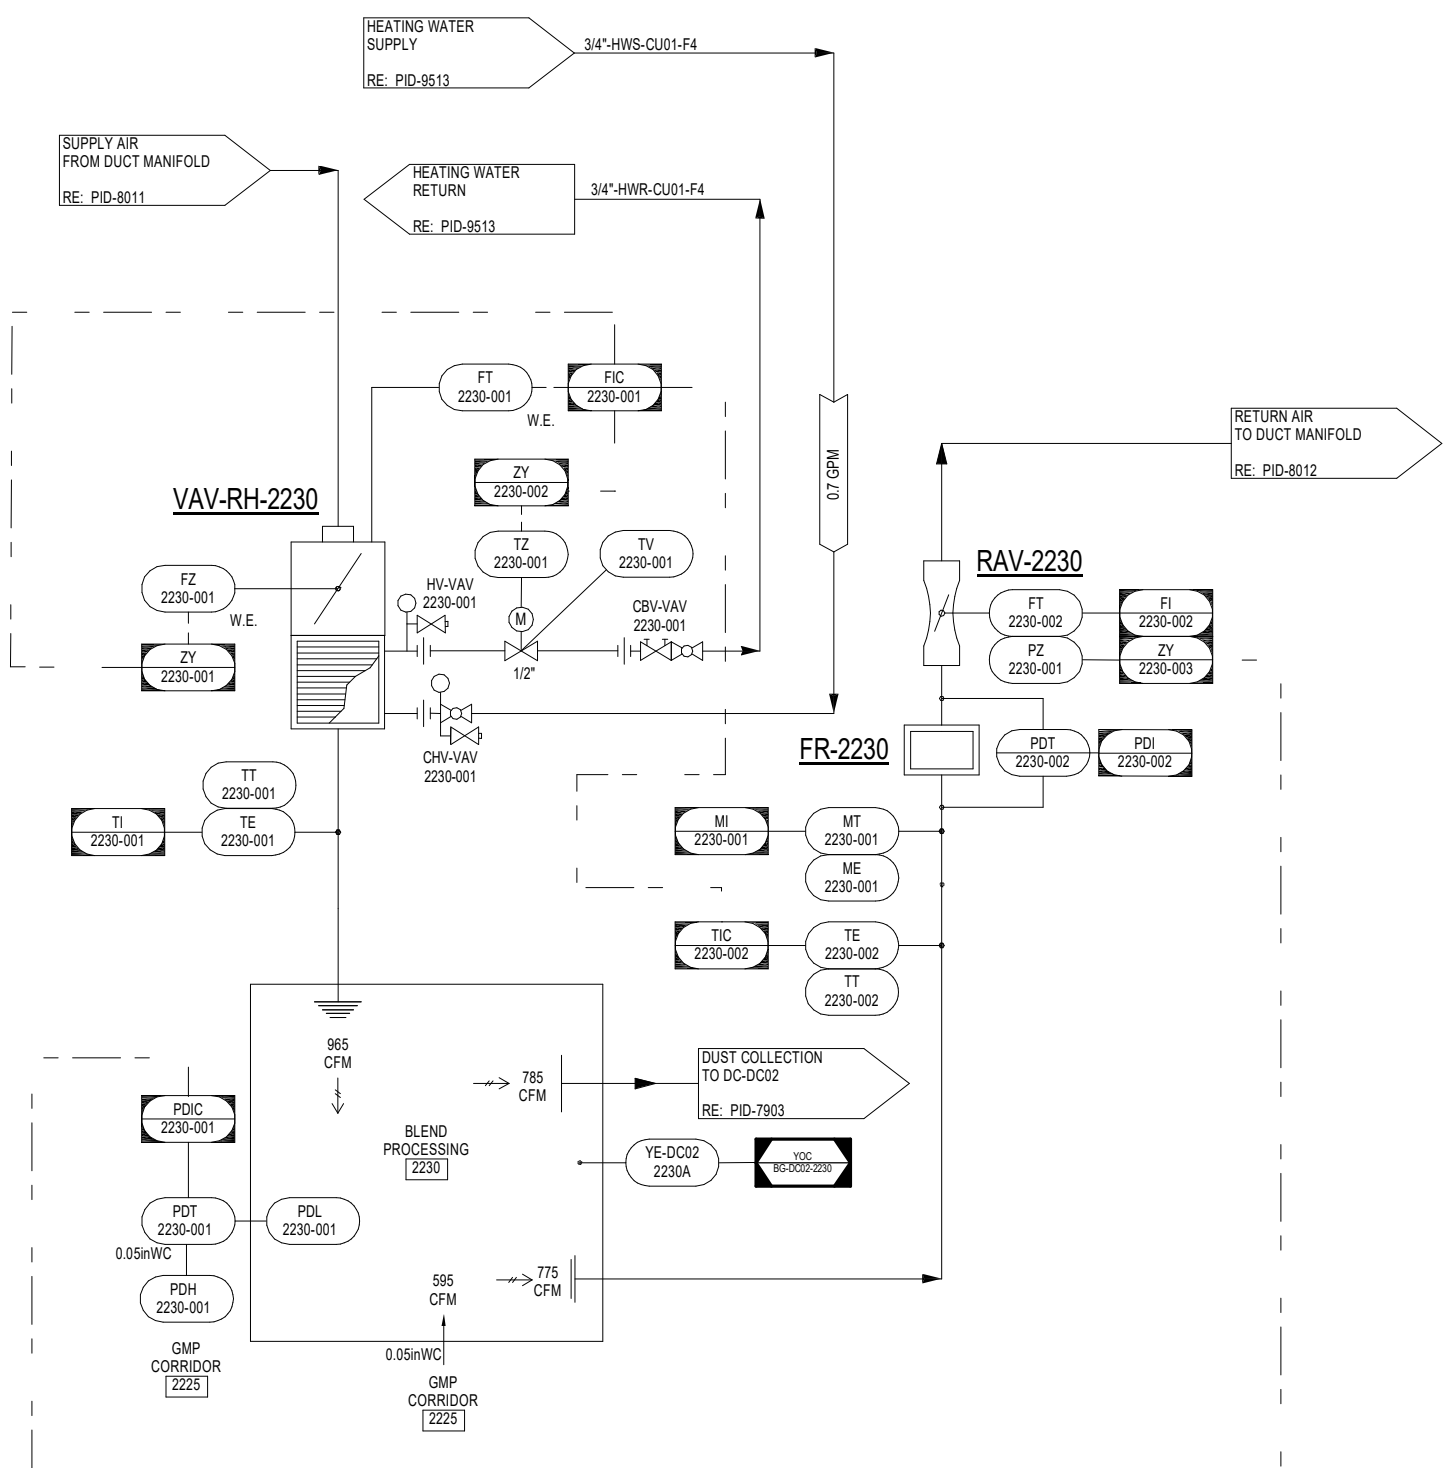 HEATING WATER
SUPPLY
RE: PID-9513
3/4"-HWS-CU01-F4
SUPPLY AIR
FROM DUCT MANIFOLD
RE: PID-8011
HEATING WATER
RETURN
RE: PID-9513
3/4"-HWR-CU01-F4
FT
2230-001
W.E.
FIC
2230-001
RETURN AIR
TO DUCT MANIFOLD
RE: PID-8012
0.7 GPM
ZY
2230-002
VAV-RH-2230
TZ
2230-001
TV
2230-001
RAV-2230
FZ
2230-001
W.E.
HV-VAV
2230-001
M
CBV-VAV
2230-001
1/2"
FT
2230-002
FI
2230-002
ZY
2230-001
PZ
2230-001
ZY
2230-003
FR-2230
PDT
2230-002
PDI
2230-002
CHV-VAV
2230-001
TT
2230-001
TI
2230-001
TE
2230-001
MI
2230-001
MT
2230-001
ME
2230-001
TIC
2230-002
TE
2230-002
TT
2230-002
965
CFM
785
CFM
DUST COLLECTION
TO DC-DC02
RE: PID-7903
PDIC
2230-001
BLEND
PROCESSING
2230
YE-DC02
2230A
YOC
BG-DC02-2230
PDT
2230-001
0.05inWC
PDL
2230-001
PDH
2230-001
595
CFM
775
CFM
GMP
CORRIDOR
2225
0.05inWC
GMP
CORRIDOR
2225